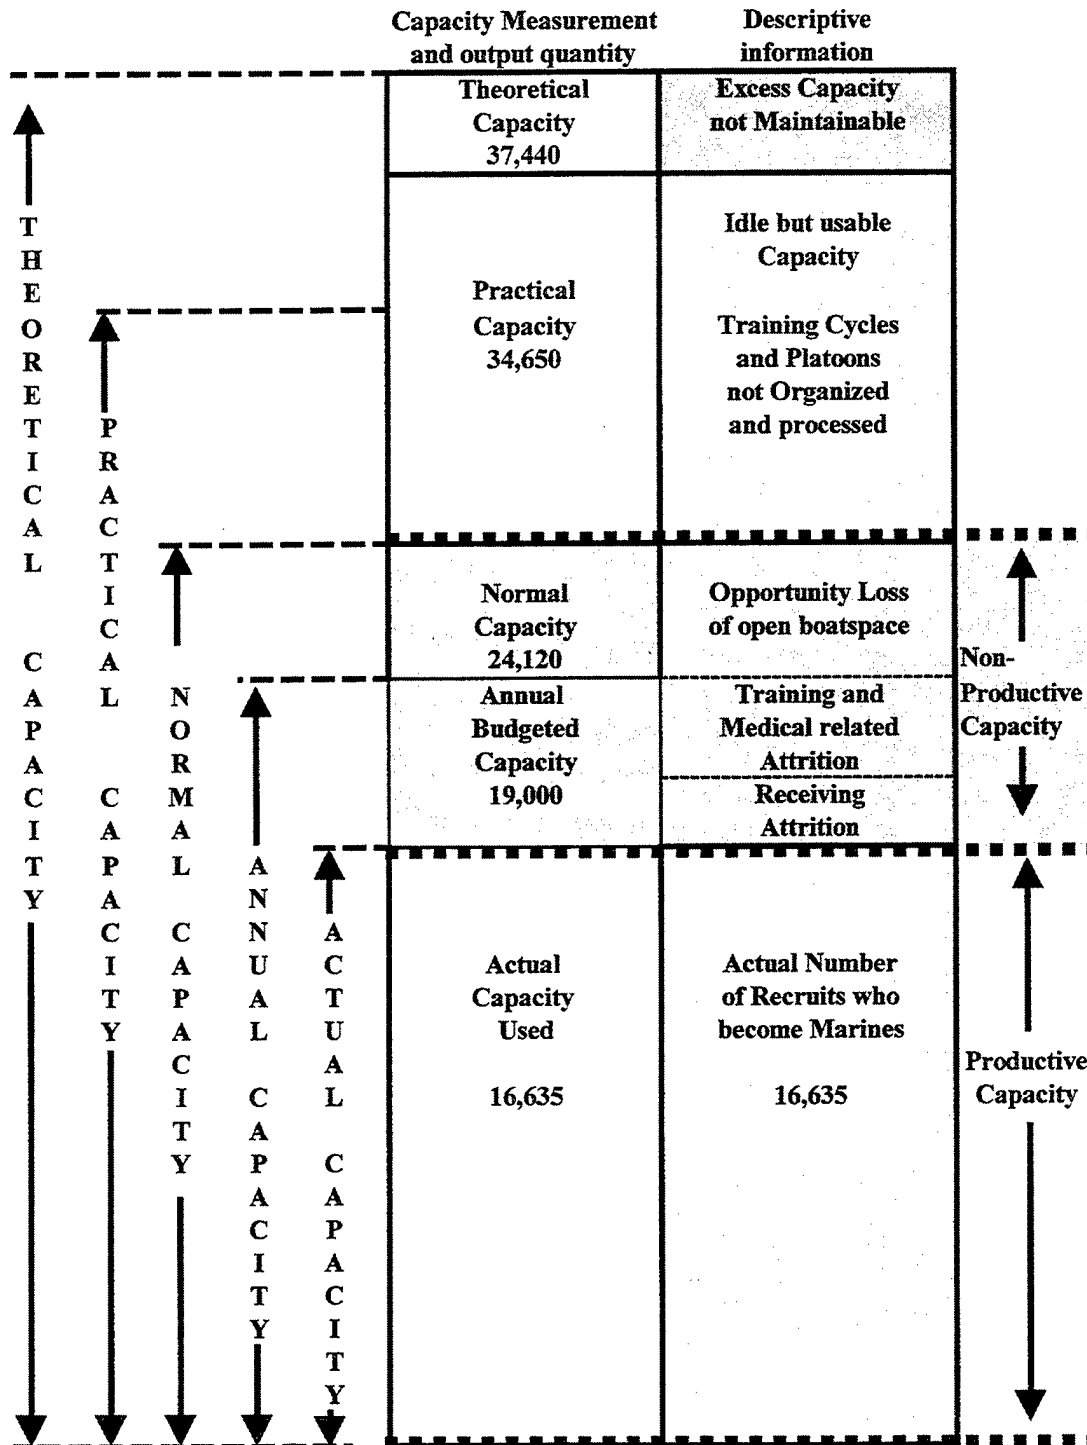 Capacity Measurement
and output quantity
Descriptive
information
Theoretical
Capacity
37,440
Excess Capacity
not Maintainable
Practical
Capacity
34,650
Idle but usable
Capacity
Training Cycles
and Platoons
not Organized
and processed
Normal
Capacity
24,120
Opportunity Loss
of open boatspace
Annual
Budgeted
Capacity
19,000
Training and
Medical related
Attrition
Receiving
Attrition
Actual
Capacity
Used
16,635
Actual Number
of Recruits who
become Marines
16,635
THEORETICAL CAPACITY
PRACTICAL CAPACITY
NORMAL CAPACITY
ANNUAL CAPACITY
ACTUAL CAPACITY
Non-
Productive
Capacity
Productive
Capacity